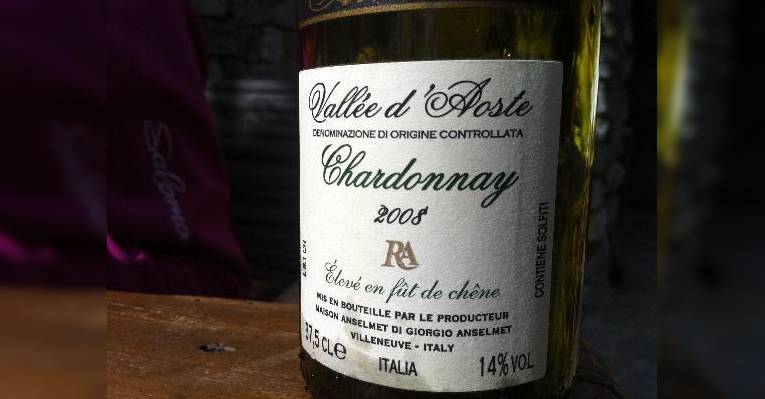 Vallée d'Aoste
DENOMINAZIONE DI ORIGINE CONTROLLATA
Chardonnay
2008
RA
Élevé en fût de chêne
MIS EN BOUTEILLE PAR LE PRODUCTEUR
MAISON ANSELMET DI GIORGIO ANSELMET
VILLENEUVE - ITALY
37,5 CL e
ITALIA
14% VOL
CONTIENE SOLFITI
Salomo